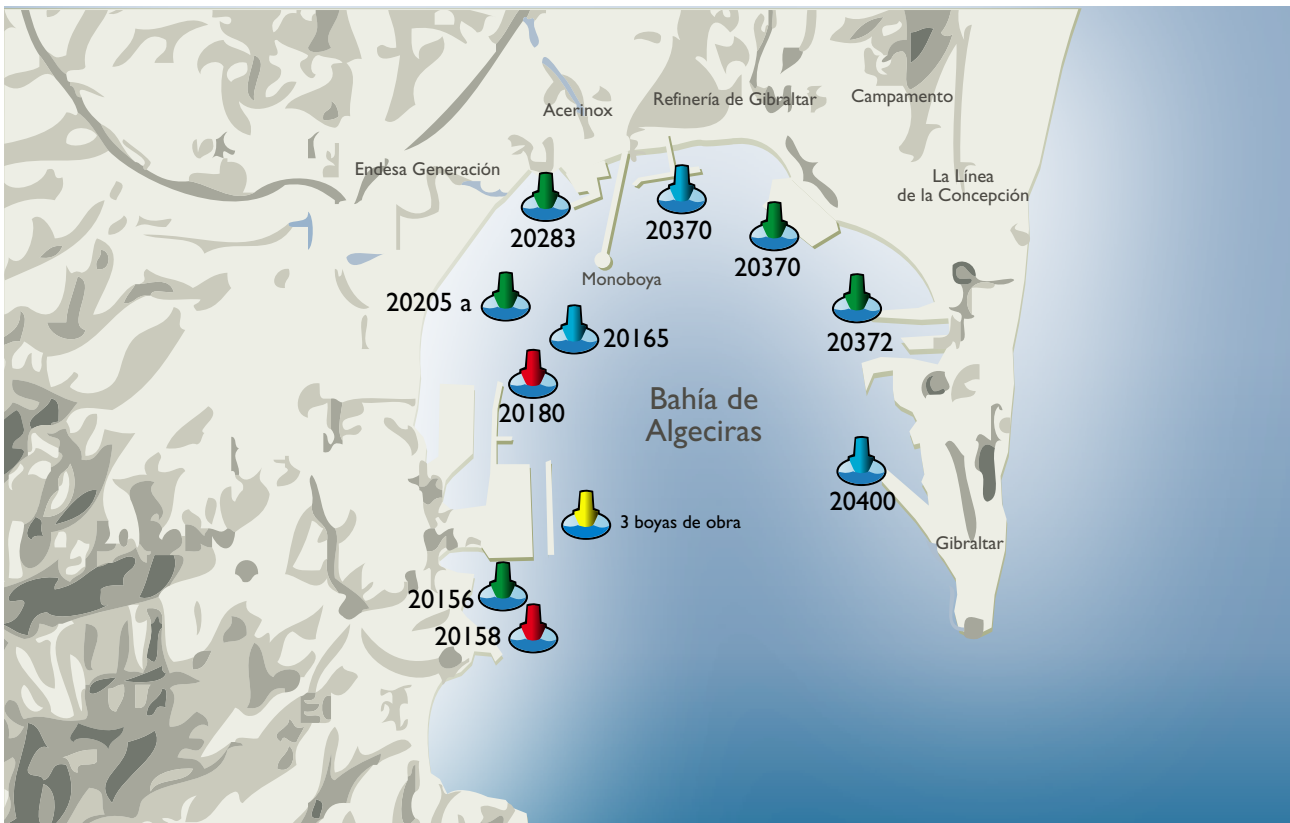 Refinería de Gibraltar
Campamento
Acerinox
Endesa Generación
La Línea
de la Concepción
20283
20370
20370
Monoboya
20205 a
20165
20372
20180
Bahía de
Algeciras
20400
3 boyas de obra
Gibraltar
20156
20158